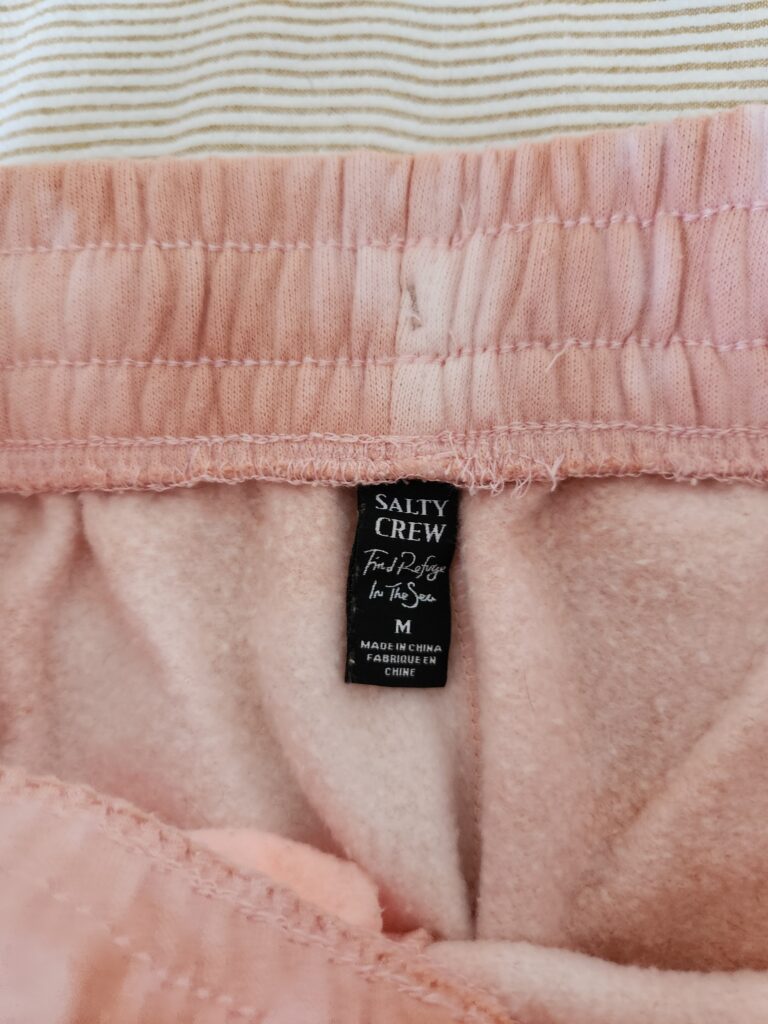 SALTY
CREW
Find Refuge
In The Sea
M
MADE IN CHINA
FABRIQUE EN
CHINE